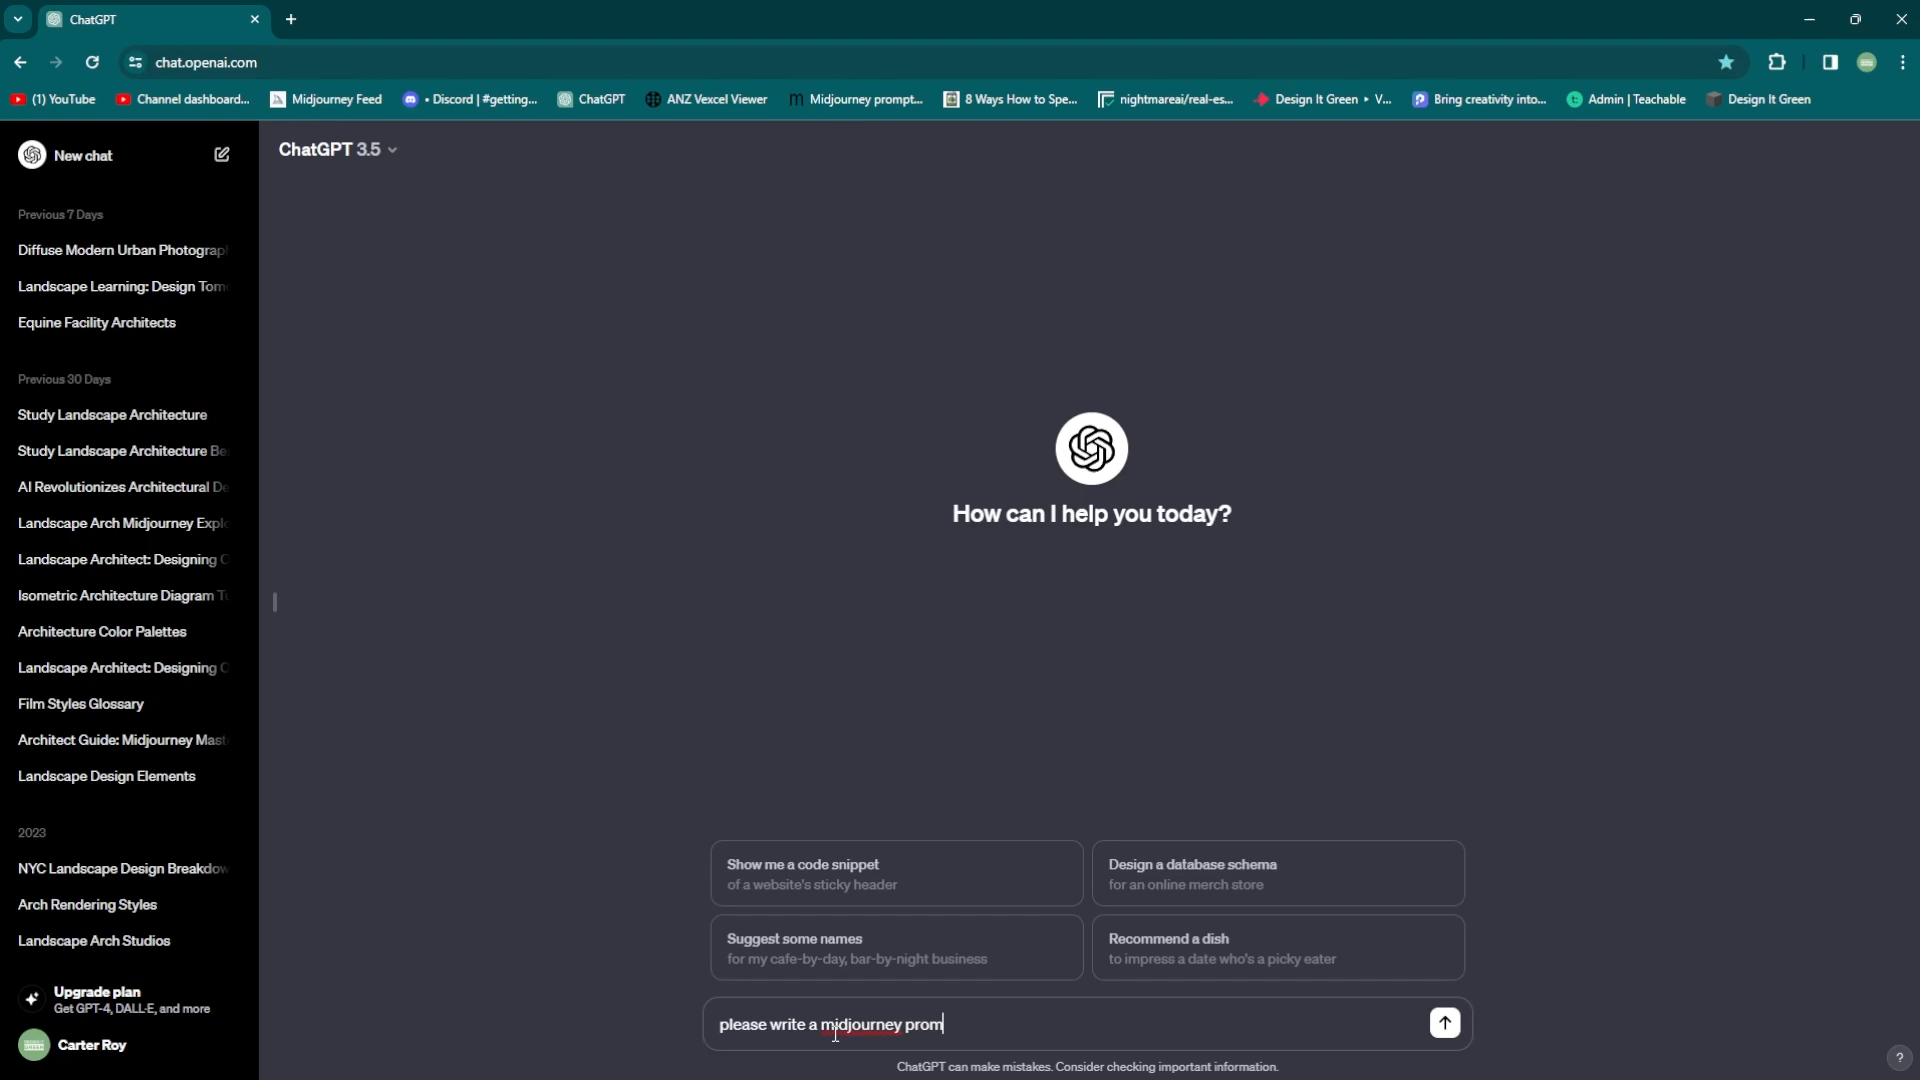 ChatGPT
chat.openai.com
(1) YouTube
Channel dashboard...
Midjourney Feed
• Discord | #getting...
ChatGPT
ANZ Vexcel Viewer
Midjourney prompt...
8 Ways How to Spe...
nightmareai/real-es...
Design It Green • V...
Bring creativity into...
Admin | Teachable
Design It Green
New chat
ChatGPT 3.5
Previous 7 Days
Diffuse Modern Urban Photograp
Landscape Learning: Design Tom
Equine Facility Architects
Previous 30 Days
Study Landscape Architecture
Study Landscape Architecture Be
AI Revolutionizes Architectural De
Landscape Arch Midjourney Expl
Landscape Architect: Designing
Isometric Architecture Diagram T
Architecture Color Palettes
Landscape Architect: Designing
Film Styles Glossary
Architect Guide: Midjourney Mast
Landscape Design Elements
2023
NYC Landscape Design Breakdow
Arch Rendering Styles
Landscape Arch Studios
Upgrade plan
Get GPT-4, DALL·E, and more
Carter Roy
How can I help you today?
Show me a code snippet
of a website's sticky header
Design a database schema
for an online merch store
Suggest some names
for my cafe-by-day, bar-by-night business
Recommend a dish
to impress a date who's a picky eater
please write a midjourney prom
ChatGPT can make mistakes. Consider checking important information.
?